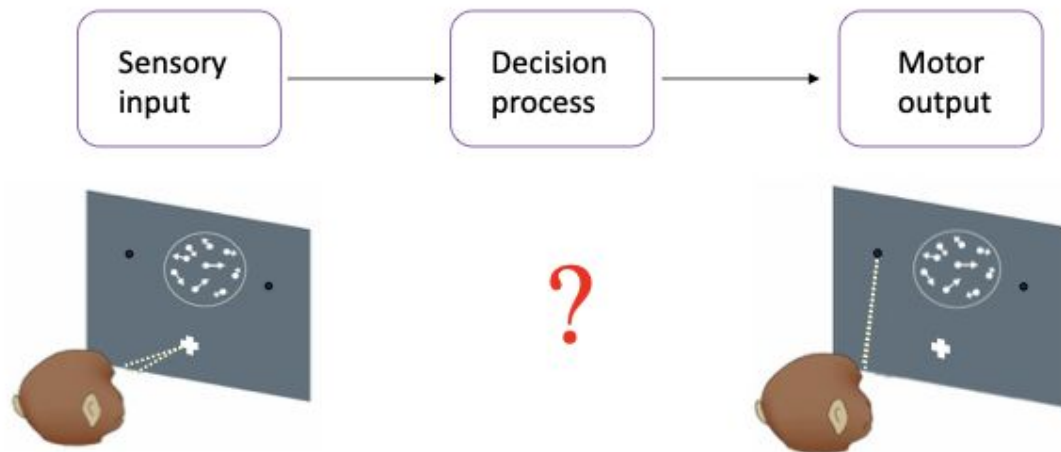 Sensory
input
Decision
process
Motor
output
?